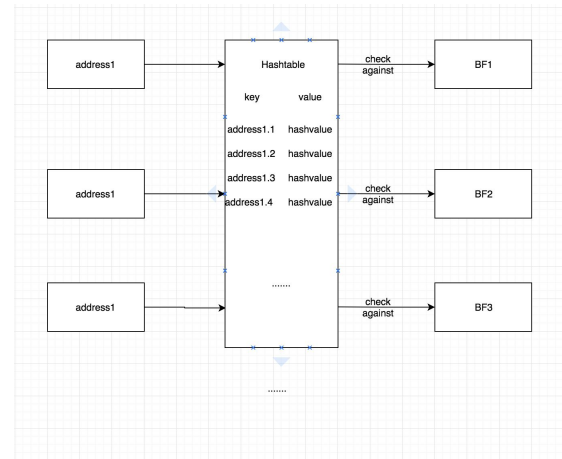 address1
Hashtable
check
against
BF1
key value
address1.1 hashvalue
address1.2 hashvalue
address1.3 hashvalue
address1.4 hashvalue
address1
check
against
BF2
.......
address1
check
against
BF3
.......